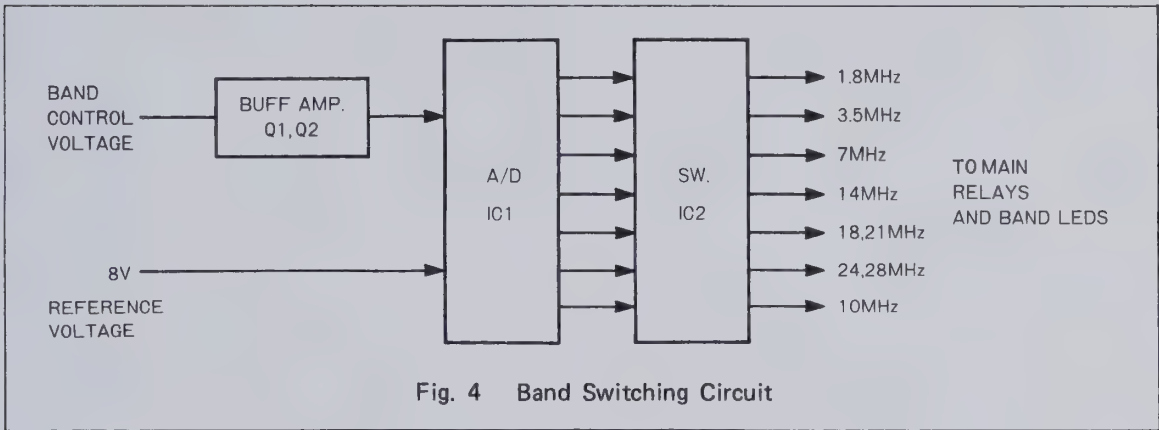 BAND
CONTROL
VOLTAGE
BUFF AMP.
Q1,Q2
8V
REFERENCE
VOLTAGE
A/D
IC1
SW.
IC2
1.8MHz
3.5MHz
7MHz
14MHz
18,21MHz
24,28MHz
10MHz
TO MAIN
RELAYS
AND BAND LEDS
Fig. 4 Band Switching Circuit